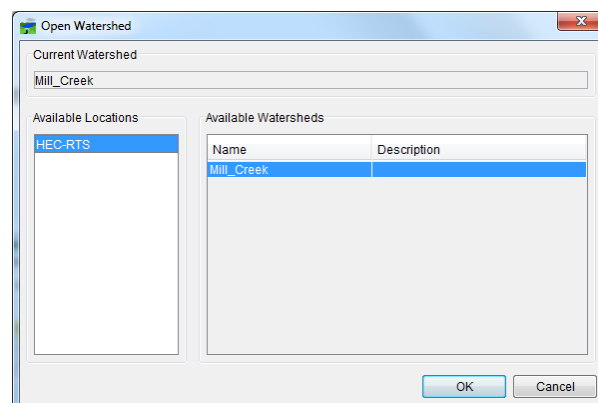 Open Watershed
Current Watershed
Mill_Creek
Available Locations
HEC-RTS
Available Watersheds
Name Description
Mill_Creek
OK Cancel